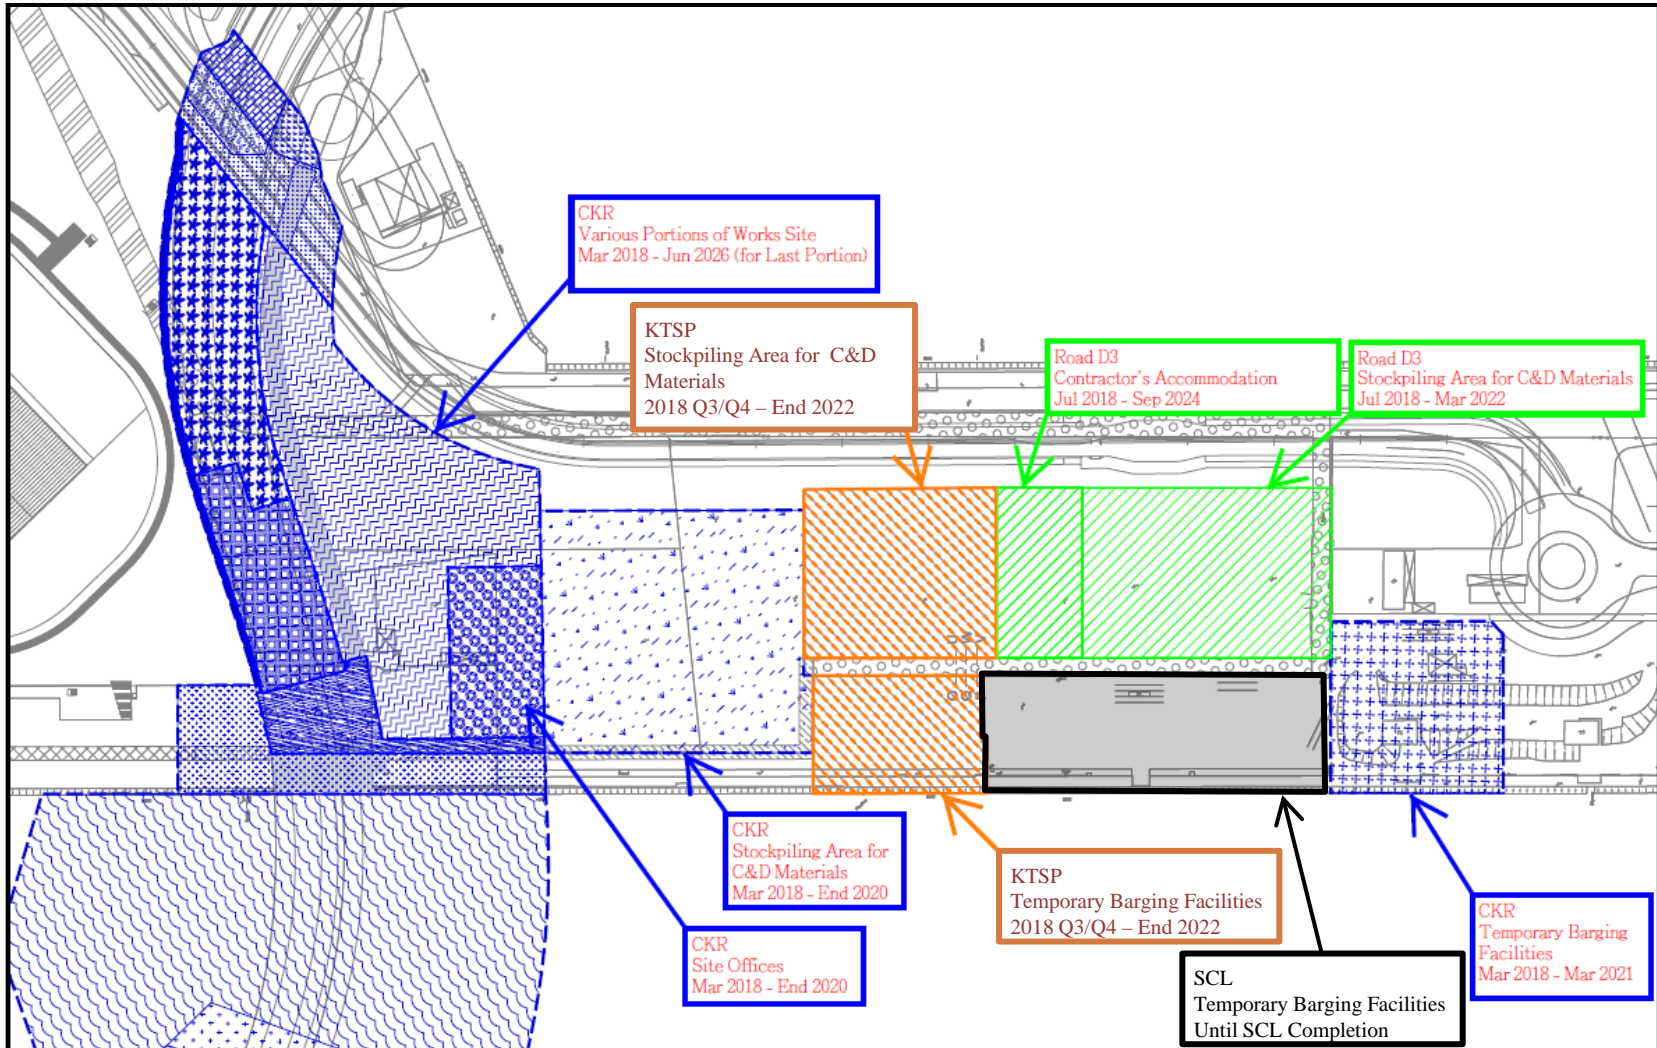 CKR
Various Portions of Works Site
Mar 2018 - Jun 2026 (for Last Portion)
KTSP
Stockpiling Area for C&D
Materials
2018 Q3/Q4 – End 2022
Road D3
Contractor's Accommodation
Jul 2018 - Sep 2024
Road D3
Stockpiling Area for C&D Materials
Jul 2018 - Mar 2022
CKR
Stockpiling Area for
C&D Materials
Mar 2018 - End 2020
CKR
Site Offices
Mar 2018 - End 2020
KTSP
Temporary Barging Facilities
2018 Q3/Q4 – End 2022
SCL
Temporary Barging Facilities
Until SCL Completion
CKR
Temporary Barging
Facilities
Mar 2018 - Mar 2021